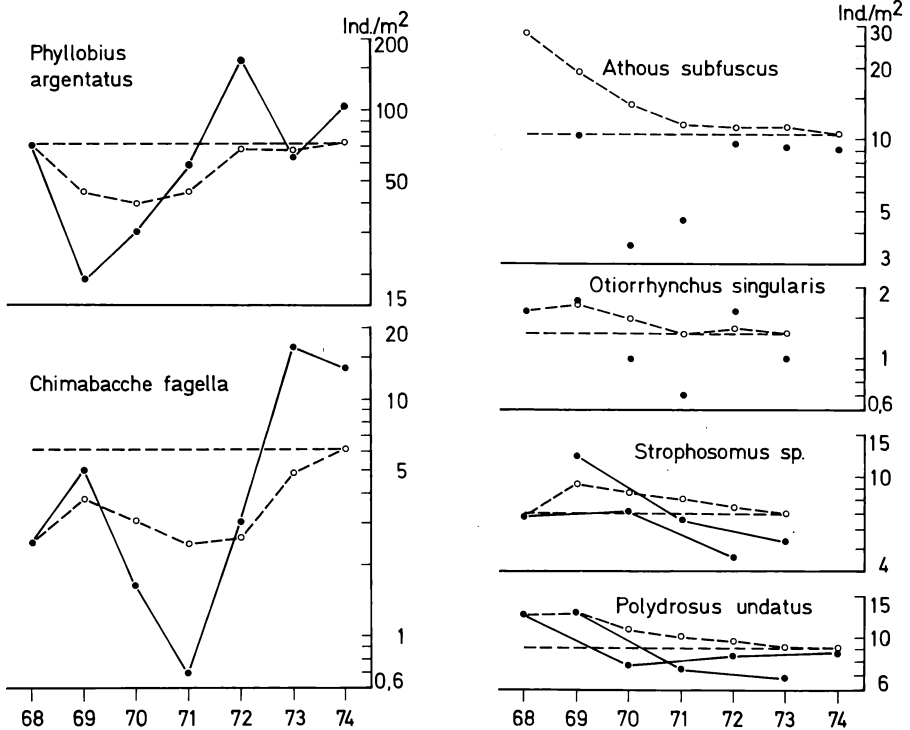 Ind./m²
Phyllobius
argentatus
200
100
50
15
Chimabacche fagella
20
10
5
1
0,6
68 69 70 71 72 73 74
Ind./m²
Athous subfuscus
30
20
10
5
3
Otiorrhynchus singularis
2
1
0,6
Strophosomus sp.
15
10
4
Polydrosus undatus
15
10
6
68 69 70 71 72 73 74